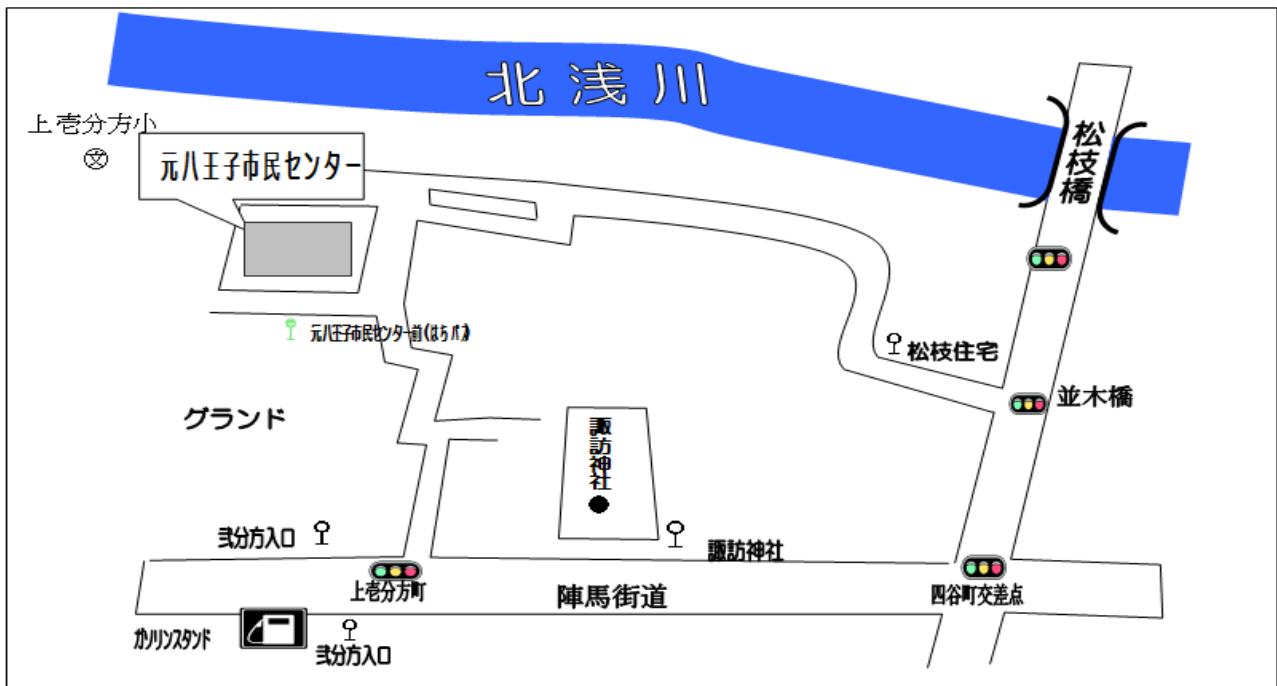 北浅川
上壱分方小
文
元八王子市民センター
松枝橋
元八王子市民センター前(はちバス)
松枝住宅
並木橋
グランド
諏訪神社
弐分方入口
諏訪神社
上壱分方町
陣馬街道
四谷町交差点
ガソリンスタンド
弐分方入口